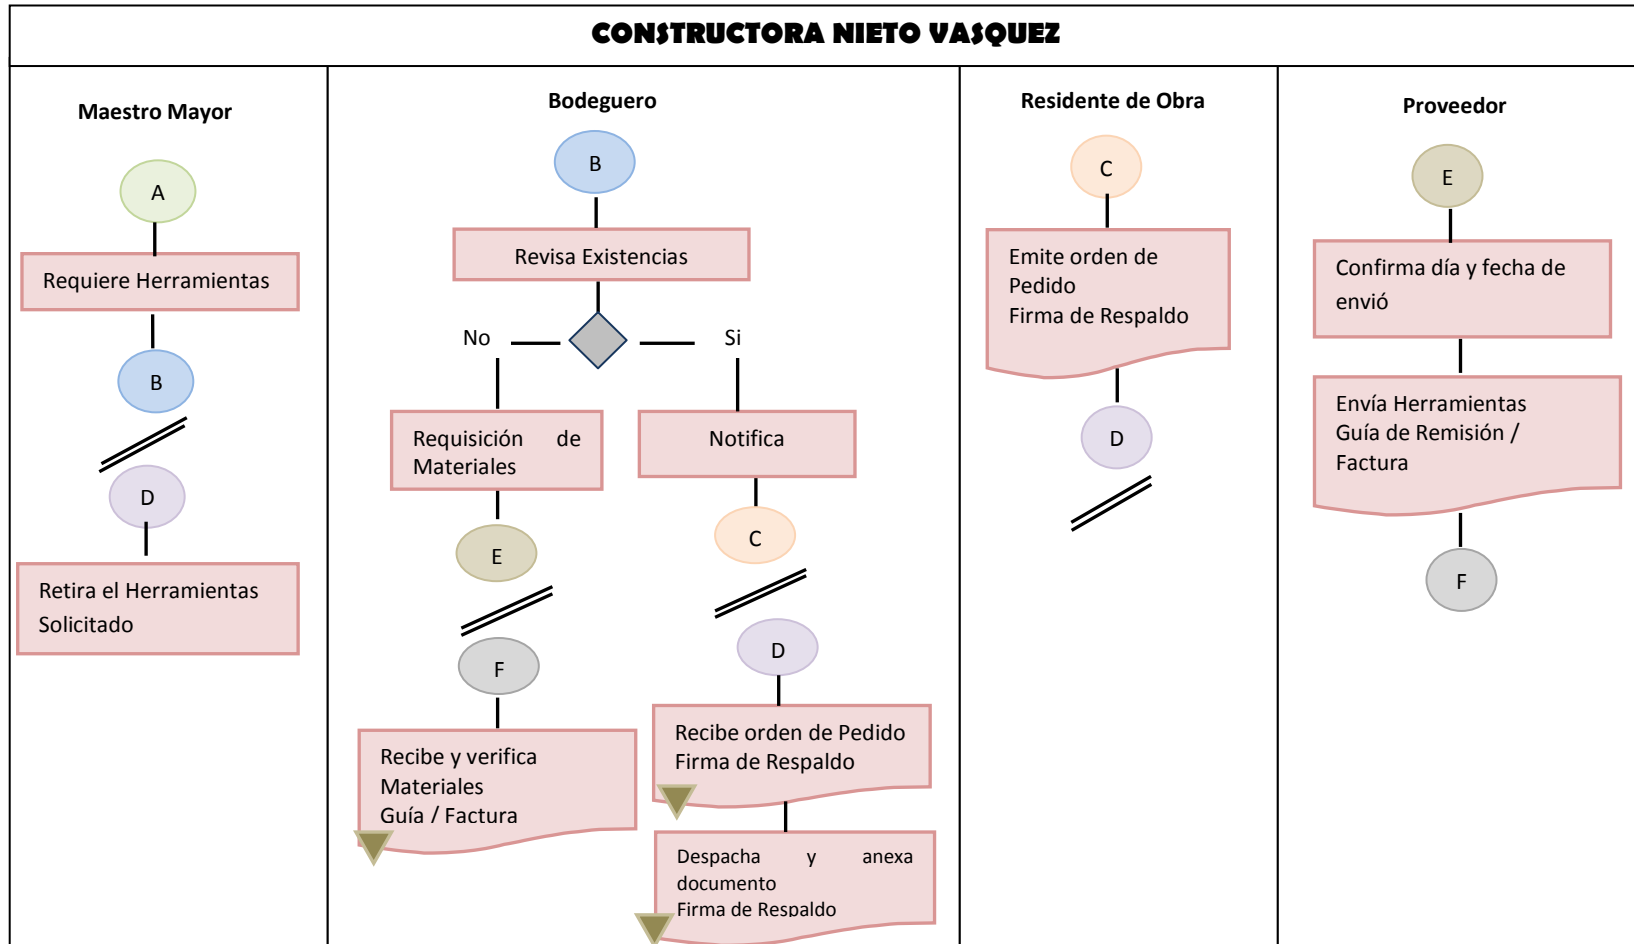 CONSTRUCTORA NIETO VASQUEZ
Maestro Mayor
A
Requiere Herramientas
B
D
Retira el Herramientas
Solicitado
Bodeguero
B
Revisa Existencias
No
Si
Requisición de
Materiales
E
F
Recibe y verifica
Materiales
Guía / Factura
Notifica
C
D
Recibe orden de Pedido
Firma de Respaldo
Despacha y anexa
documento
Firma de Respaldo
Residente de Obra
C
Emite orden de
Pedido
Firma de Respaldo
D
Proveedor
E
Confirma día y fecha de
envió
Envía Herramientas
Guía de Remisión /
Factura
F